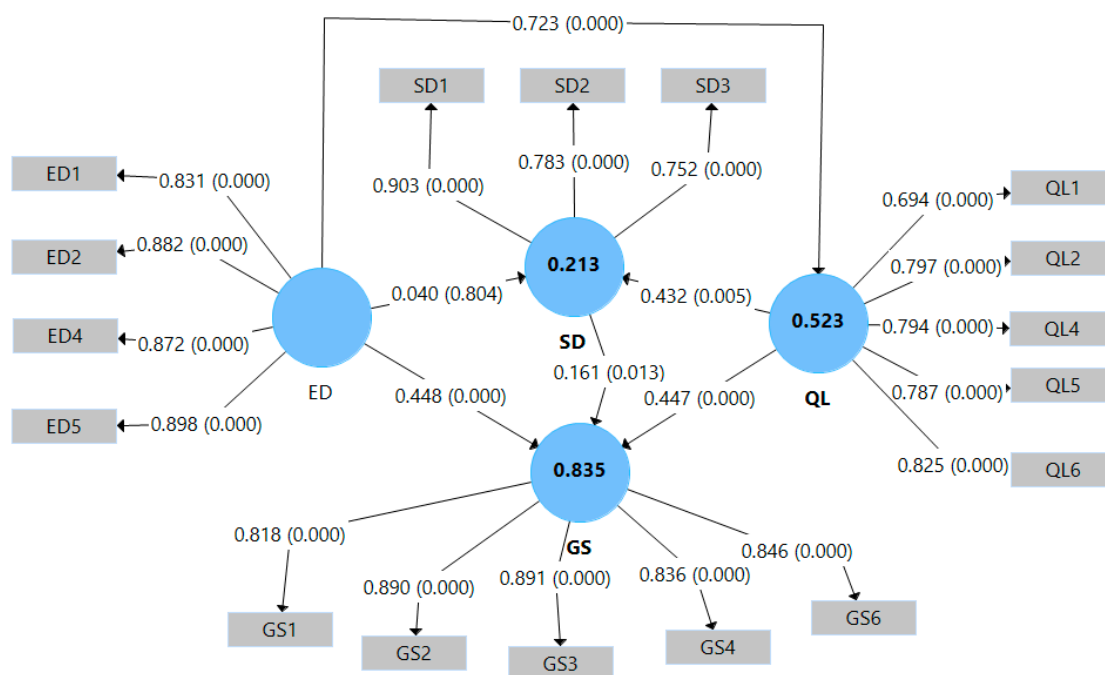 0.723 (0.000)
SD1
SD2
SD3
ED1
0.831 (0.000)
0.903 (0.000)
0.783 (0.000)
0.752 (0.000)
0.694 (0.000)
QL1
ED2
0.882 (0.000)
0.797 (0.000)
QL2
0.213
0.040 (0.804)
0.432 (0.005)
0.523
0.794 (0.000)
QL4
ED4
0.872 (0.000)
SD
ED
0.161 (0.013)
QL
0.787 (0.000)
QL5
0.448 (0.000)
0.447 (0.000)
ED5
0.898 (0.000)
0.825 (0.000)
QL6
0.835
GS
0.818 (0.000)
0.890 (0.000)
0.891 (0.000)
0.836 (0.000)
0.846 (0.000)
GS1
GS2
GS3
GS4
GS6